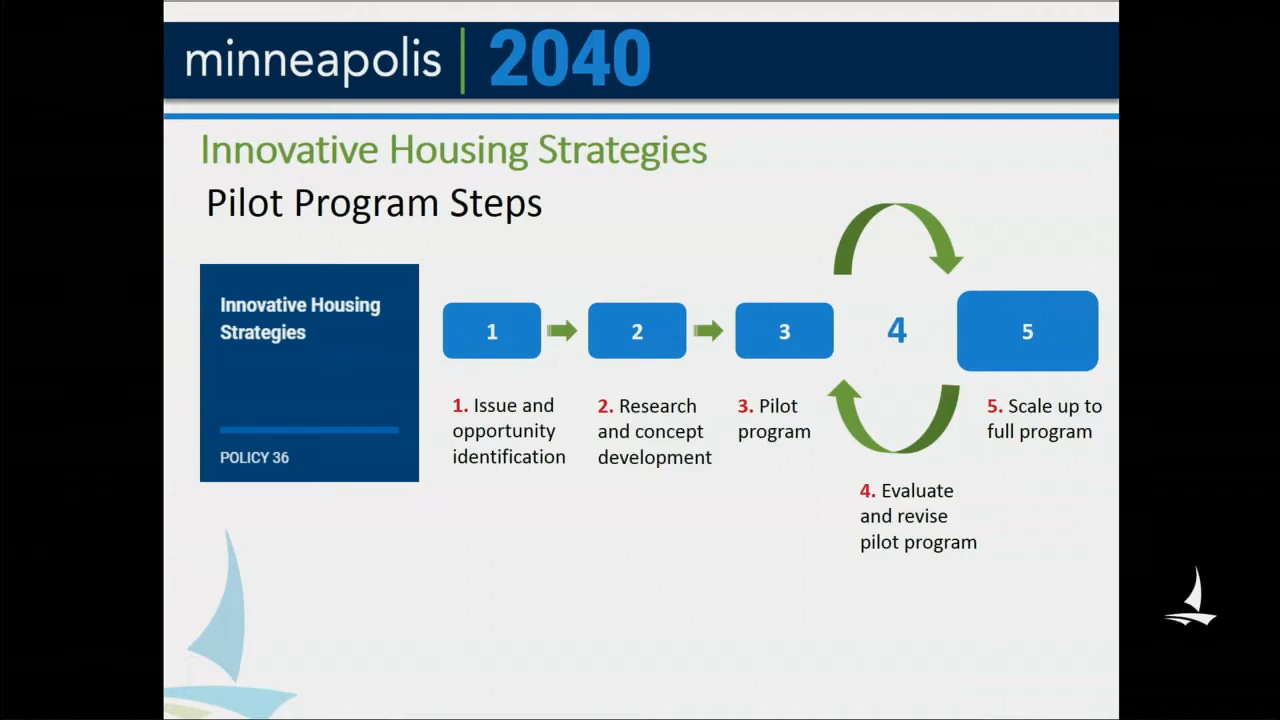 minneapolis | 2040
Innovative Housing Strategies
Pilot Program Steps
Innovative Housing
Strategies
POLICY 36
1
2
3
4
5
1. Issue and
opportunity
identification
2. Research
and concept
development
3. Pilot
program
4. Evaluate
and revise
pilot program
5. Scale up to
full program